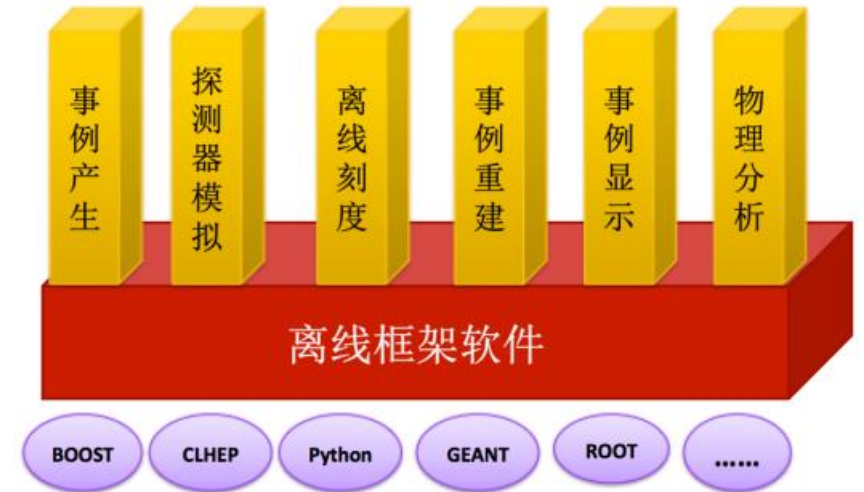 事例产生
探测器模拟
离线刻度
事例重建
事例显示
物理分析
离线框架软件
BOOST
CLHEP
Python
GEANT
ROOT
......